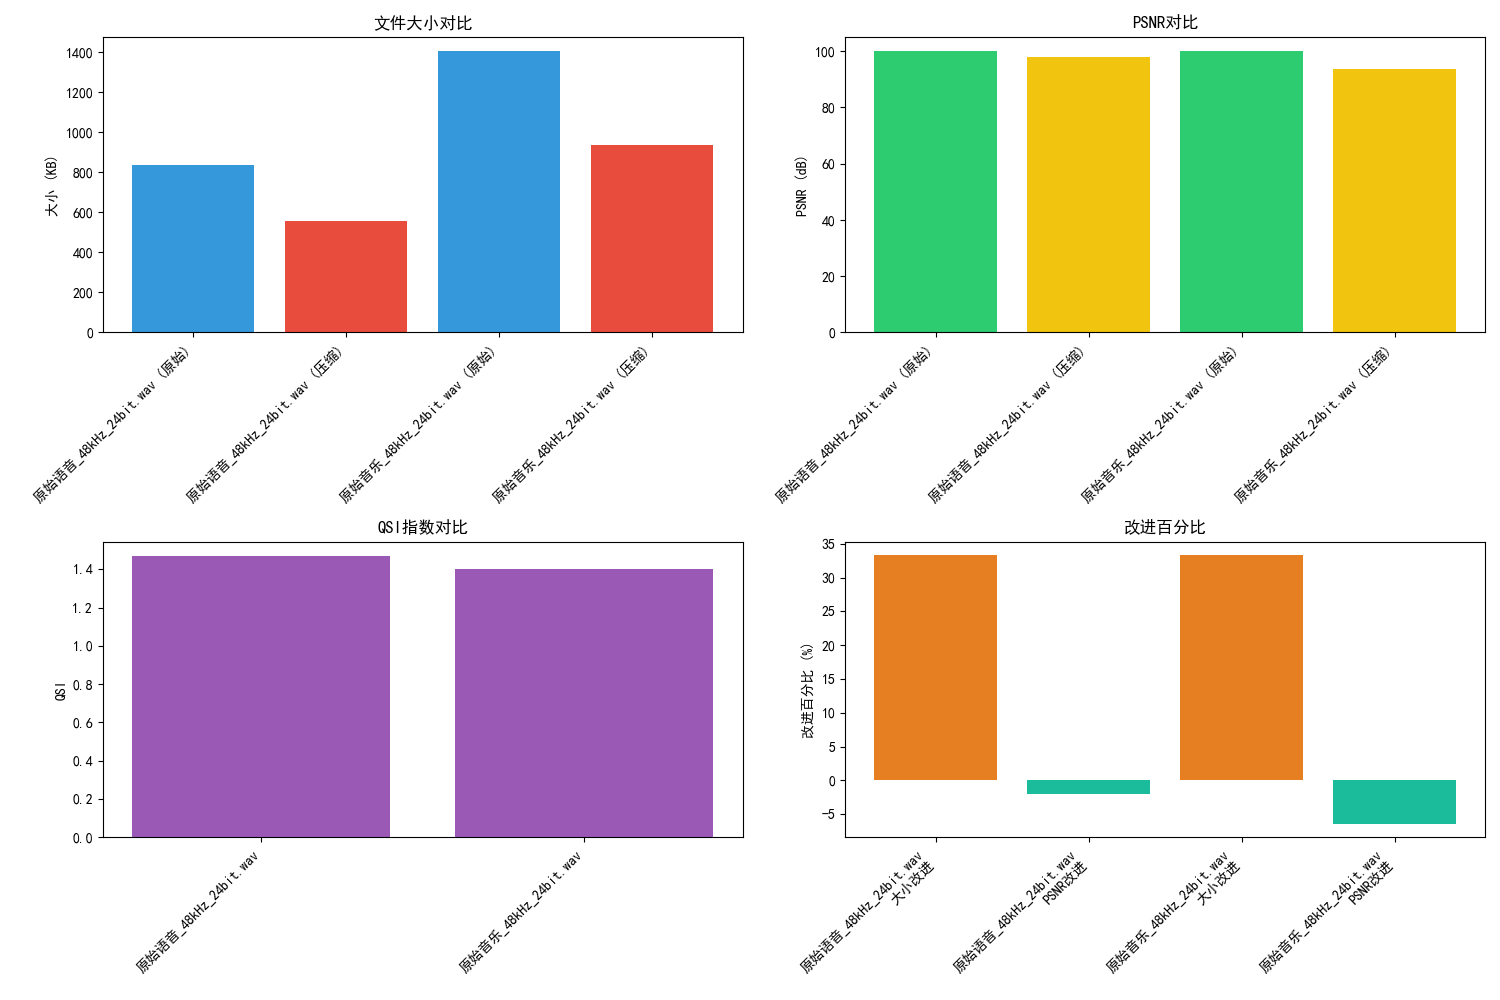 文件大小对比
大小 (KB)
1400
1200
1000
800
600
400
200
0
原始语音_48kHz_24bit.wav (原始)
原始语音_48kHz_24bit.wav (压缩)
原始音乐_48kHz_24bit.wav (原始)
原始音乐_48kHz_24bit.wav (压缩)
PSNR对比
PSNR (dB)
100
80
60
40
20
0
原始语音_48kHz_24bit.wav (原始)
原始语音_48kHz_24bit.wav (压缩)
原始音乐_48kHz_24bit.wav (原始)
原始音乐_48kHz_24bit.wav (压缩)
QSI指数对比
QSI
1.4
1.2
1.0
0.8
0.6
0.4
0.2
0.0
原始语音_48kHz_24bit.wav
原始音乐_48kHz_24bit.wav
改进百分比
改进百分比 (%)
35
30
25
20
15
10
5
0
−5
原始语音_48kHz_24bit.wav
大小改进
原始语音_48kHz_24bit.wav
PSNR改进
原始音乐_48kHz_24bit.wav
大小改进
原始音乐_48kHz_24bit.wav
PSNR改进